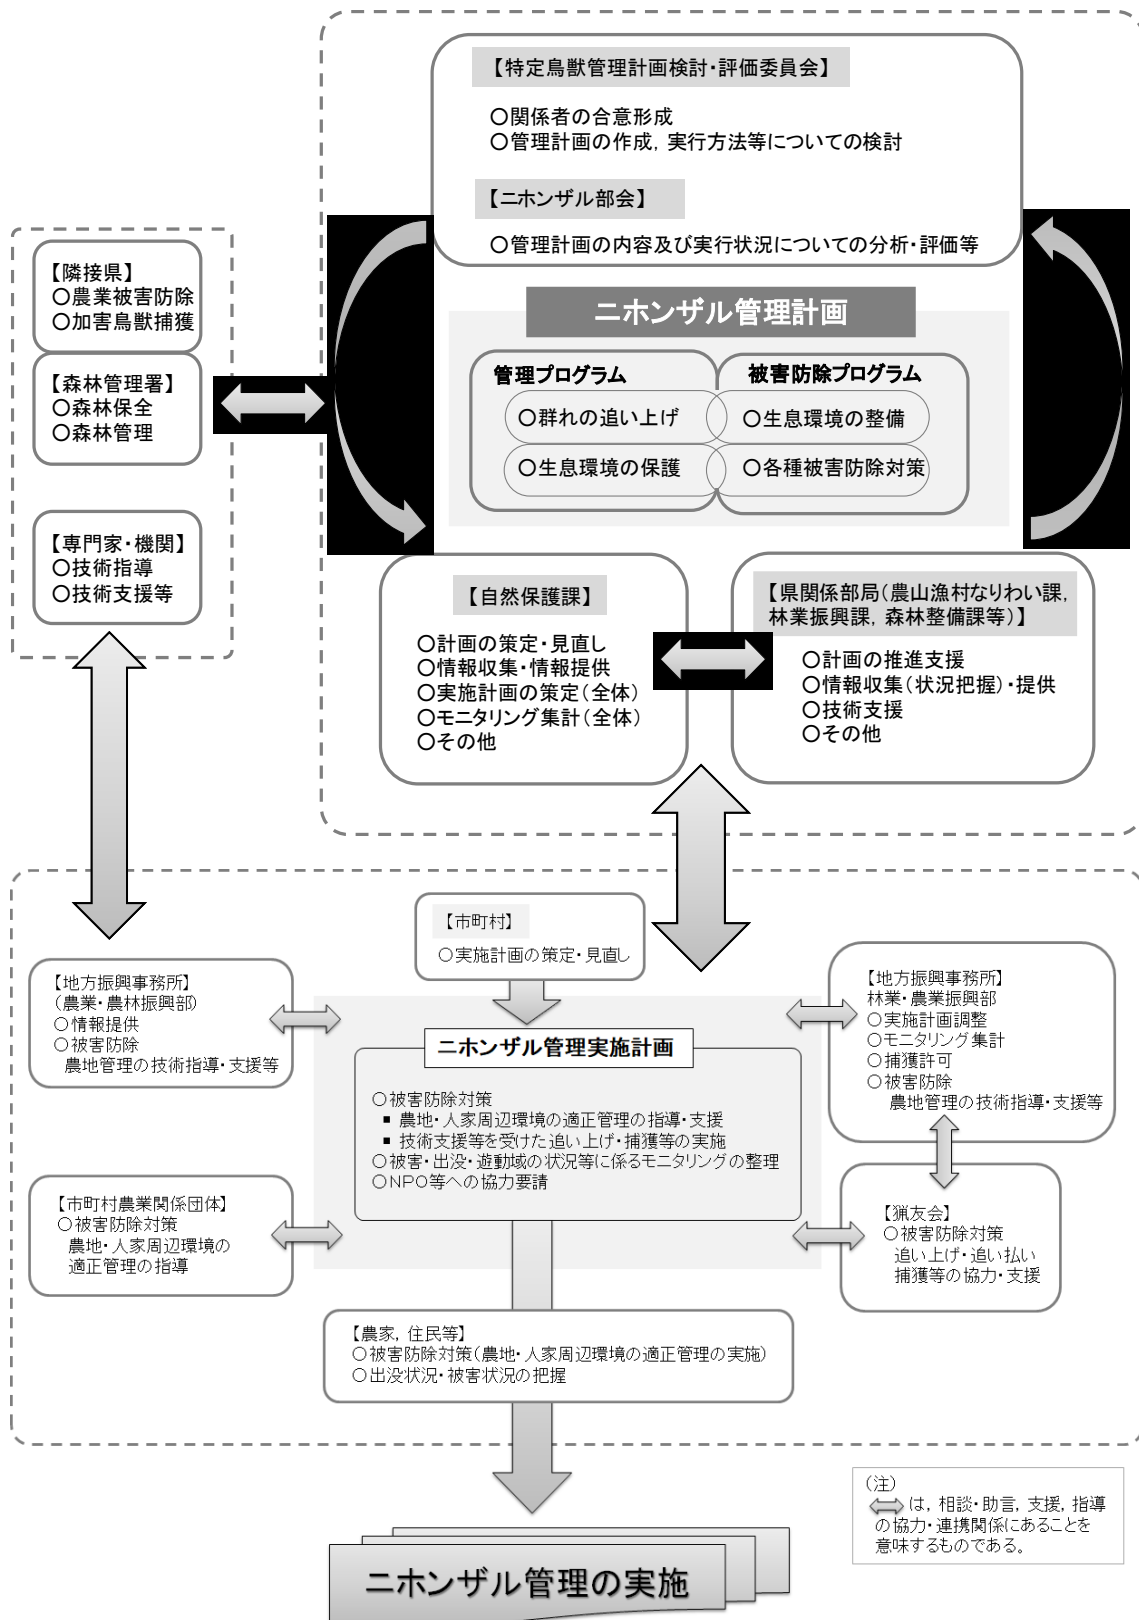 【特定鳥獣管理計画検討・評価委員会】
○関係者の合意形成
○管理計画の作成，実行方法等についての検討
【ニホンザル部会】
○管理計画の内容及び実行状況についての分析・評価等
【隣接県】
○農業被害防除
○加害鳥獣捕獲
【森林管理署】
○森林保全
○森林管理
【専門家・機関】
○技術指導
○技術支援等
ニホンザル管理計画
管理プログラム
○群れの追い上げ
○生息環境の保護
被害防除プログラム
○生息環境の整備
○各種被害防除対策
【自然保護課】
○計画の策定・見直し
○情報収集・情報提供
○実施計画の策定（全体）
○モニタリング集計（全体）
○その他
【県関係部局（農山漁村なりわい課，
林業振興課，森林整備課等）】
○計画の推進支援
○情報収集（状況把握）・提供
○技術支援
○その他
【市町村】
○実施計画の策定・見直し
【地方振興事務所】
（農業・農林振興部）
○情報提供
○被害防除
農地管理の技術指導・支援等
ニホンザル管理実施計画
○被害防除対策
▪ 農地・人家周辺環境の適正管理の指導・支援
▪ 技術支援等を受けた追い上げ・捕獲等の実施
○被害・出没・遊動域の状況等に係るモニタリングの整理
○NPO等への協力要請
【地方振興事務所】
林業・農業振興部
○実施計画調整
○モニタリング集計
○捕獲許可
○被害防除
農地管理の技術指導・支援等
【市町村農業関係団体】
○被害防除対策
農地・人家周辺環境の
適正管理の指導
【猟友会】
○被害防除対策
追い上げ・追い払い
捕獲等の協力・支援
【農家，住民等】
○被害防除対策（農地・人家周辺環境の適正管理の実施）
○出没状況・被害状況の把握
（注）
は，相談・助言，支援，指導
の協力・連携関係にあることを
意味するものである。
ニホンザル管理の実施